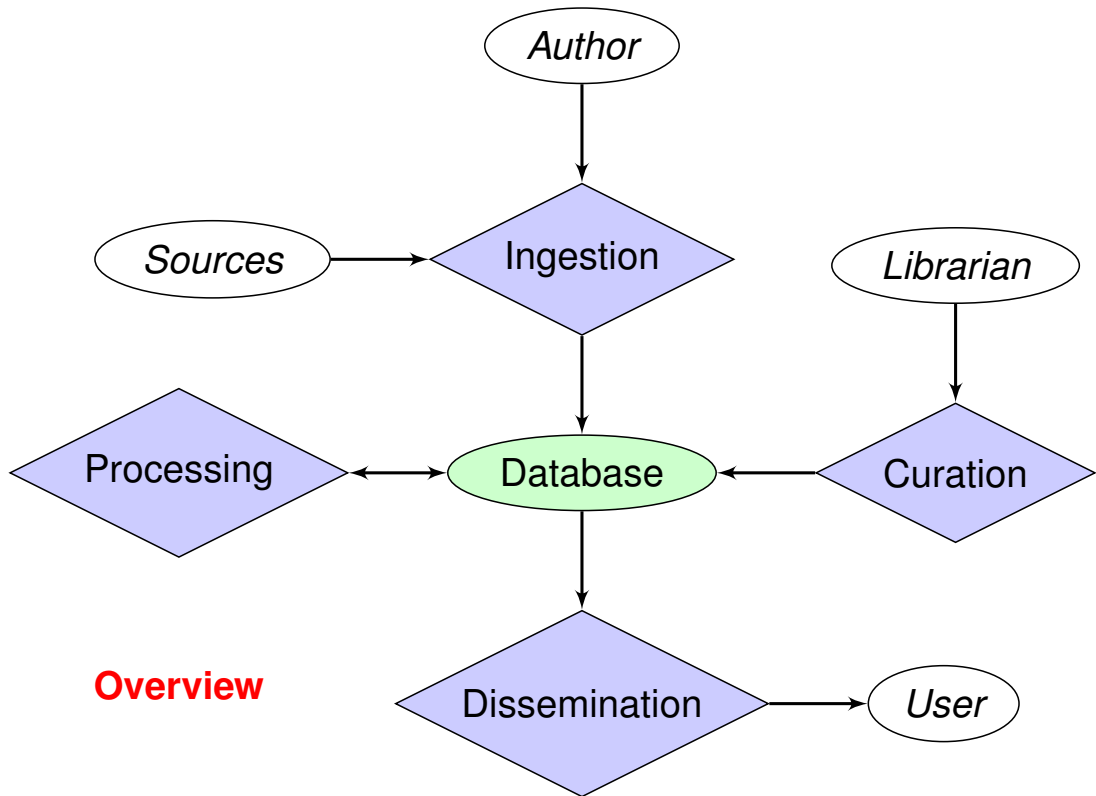 Author
Sources
Ingestion
Librarian
Processing
Database
Curation
Overview
Dissemination
User